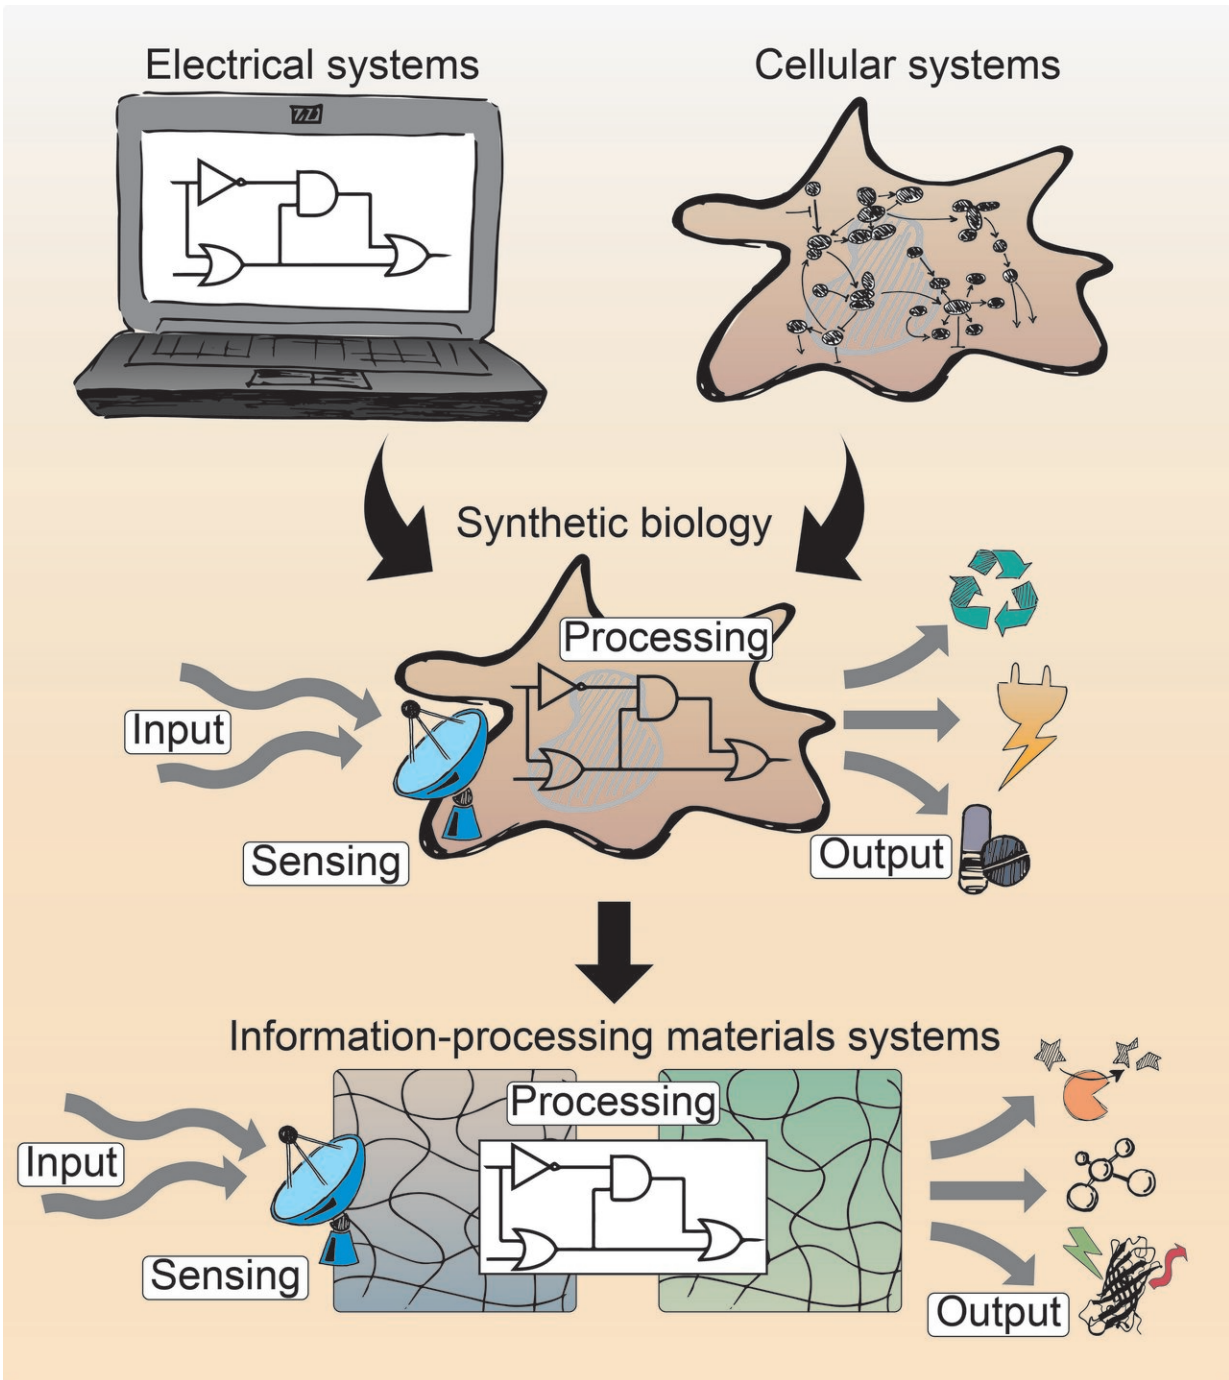 Electrical systems
Cellular systems
Synthetic biology
Processing
Input
Sensing
Output
Information-processing materials systems
Processing
Input
Sensing
Output